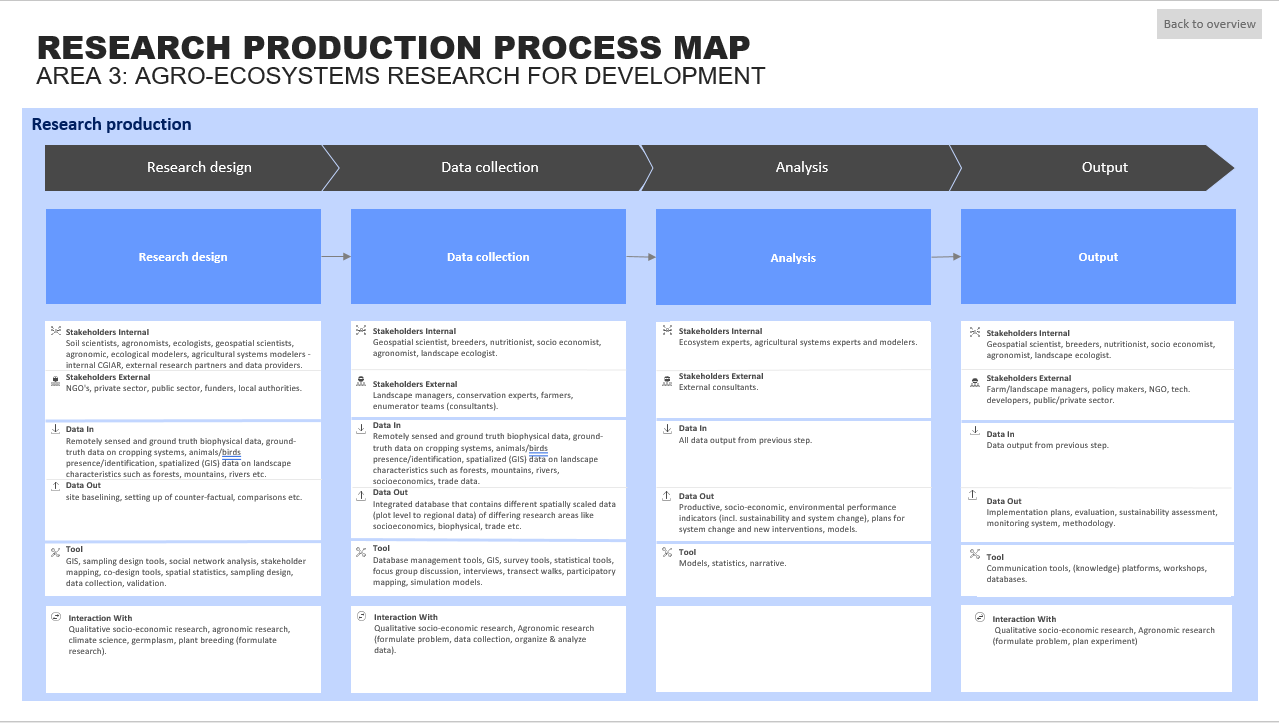 Back to overview
RESEARCH PRODUCTION PROCESS MAP
AREA 3: AGRO-ECOSYSTEMS RESEARCH FOR DEVELOPMENT
Research production
Research design
Data collection
Analysis
Output
Research design
Data collection
Analysis
Output
Stakeholders Internal
Soil scientists, agronomists, ecologists, geospatial scientists,
agronomic, ecological modelers, agricultural systems modelers -
internal CGIAR, external research partners and data providers.
Stakeholders External
NGO's, private sector, public sector, funders, local authorities.
Data In
Remotely sensed and ground truth biophysical data, ground-
truth data on cropping systems, animals/birds
presence/identification, spatialized (GIS) data on landscape
characteristics such as forests, mountains, rivers etc.
Data Out
site baselining, setting up of counter-factual, comparisons etc.
Tool
GIS, sampling design tools, social network analysis, stakeholder
mapping, co-design tools, spatial statistics, sampling design,
data collection, validation.
Interaction With
Qualitative socio-economic research, agronomic research,
climate science, germplasm, plant breeding (formulate
research).
Stakeholders Internal
Geospatial scientist, breeders, nutritionist, socio economist,
agronomist, landscape ecologist.
Stakeholders External
Landscape managers, conservation experts, farmers,
enumerator teams (consultants).
Data In
Remotely sensed and ground truth biophysical data, ground-
truth data on cropping systems, animals/birds
presence/identification, spatialized (GIS) data on landscape
characteristics such as forests, mountains, rivers,
socioeconomics, trade data.
Data Out
Integrated database that contains different spatially scaled data
(plot level to regional data) of differing research areas like
socioeconomics, biophysical, trade etc.
Tool
Database management tools, GIS, survey tools, statistical tools,
focus group discussion, interviews, transect walks, participatory
mapping, simulation models.
Interaction With
Qualitative socio-economic research, Agronomic research
(formulate problem, data collection, organize & analyze
data).
Stakeholders Internal
Ecosystem experts, agricultural systems experts and modelers.
Stakeholders External
External consultants.
Data In
All data output from previous step.
Data Out
Productive, socio-economic, environmental performance
indicators (incl. sustainability and system change), plans for
system change and new interventions, models.
Tool
Models, statistics, narrative.
Stakeholders Internal
Geospatial scientist, breeders, nutritionist, socio economist,
agronomist, landscape ecologist.
Stakeholders External
Farm/landscape managers, policy makers, NGO, tech.
developers, public/private sector.
Data In
Data output from previous step.
Data Out
Implementation plans, evaluation, sustainability assessment,
monitoring system, methodology.
Tool
Communication tools, (knowledge) platforms, workshops,
databases.
Interaction With
Qualitative socio-economic research, Agronomic research
(formulate problem, plan experiment)